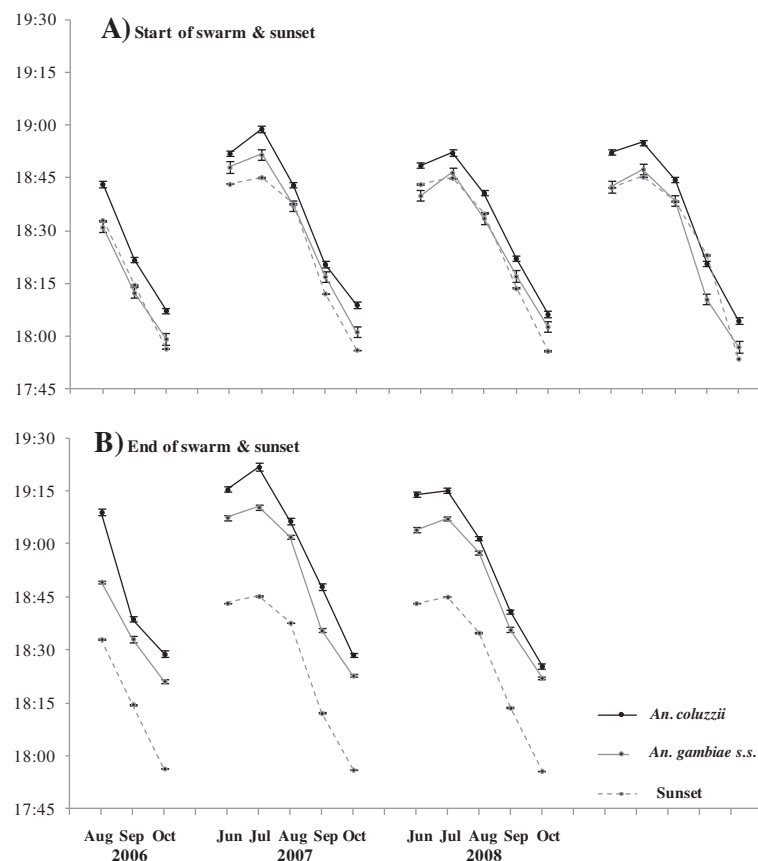 A) Start of swarm & sunset
19:30
19:15
19:00
18:45
18:30
18:15
18:00
17:45
B) End of swarm & sunset
19:30
19:15
19:00
18:45
18:30
18:15
18:00
17:45
An. coluzzii
An. gambiae s.s.
Sunset
Aug Sep Oct Jun Jul Aug Sep Oct Jun Jul Aug Sep Oct
2006 2007 2008